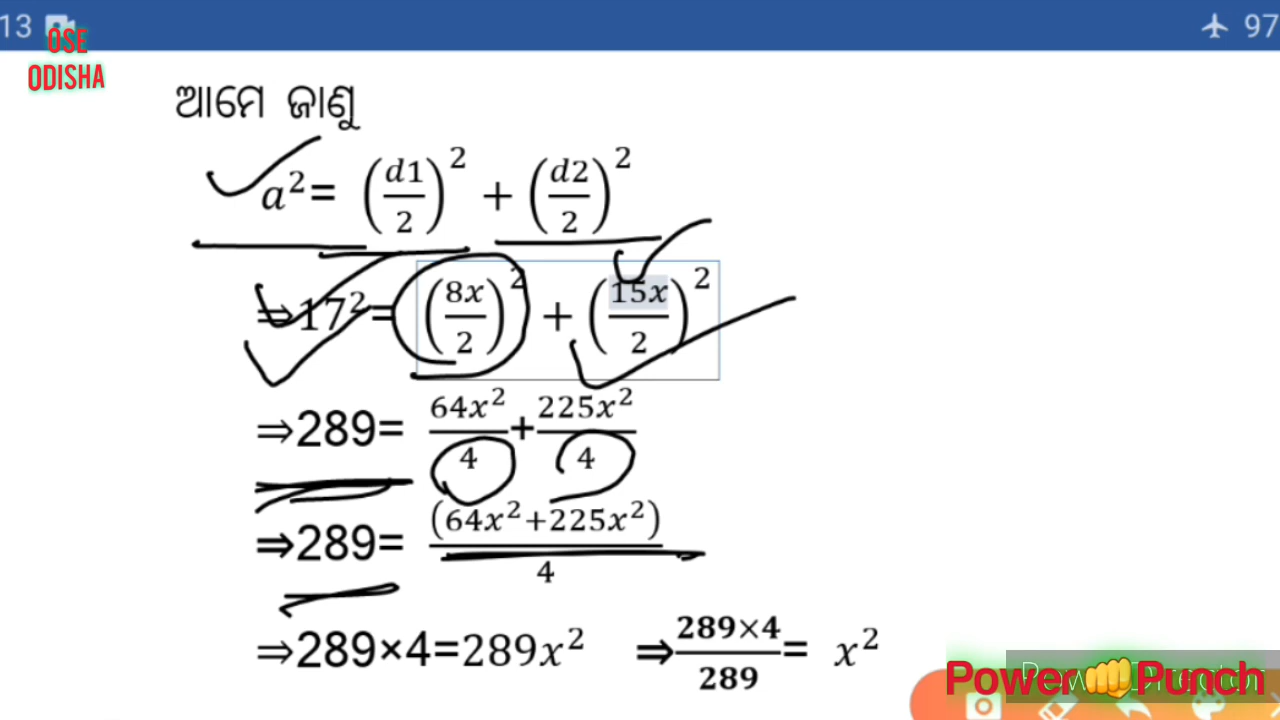 13 97
OSE
ODISHA
ଆମେ ଜାଣୁ
a²= (d1/2)² + (d2/2)²
⇒17²= (8x/2)² + (15x/2)²
⇒289= 64x²/4+225x²/4
⇒289= (64x²+225x²)/4
⇒289×4=289x² ⇒289×4/289= x²
Power Punch